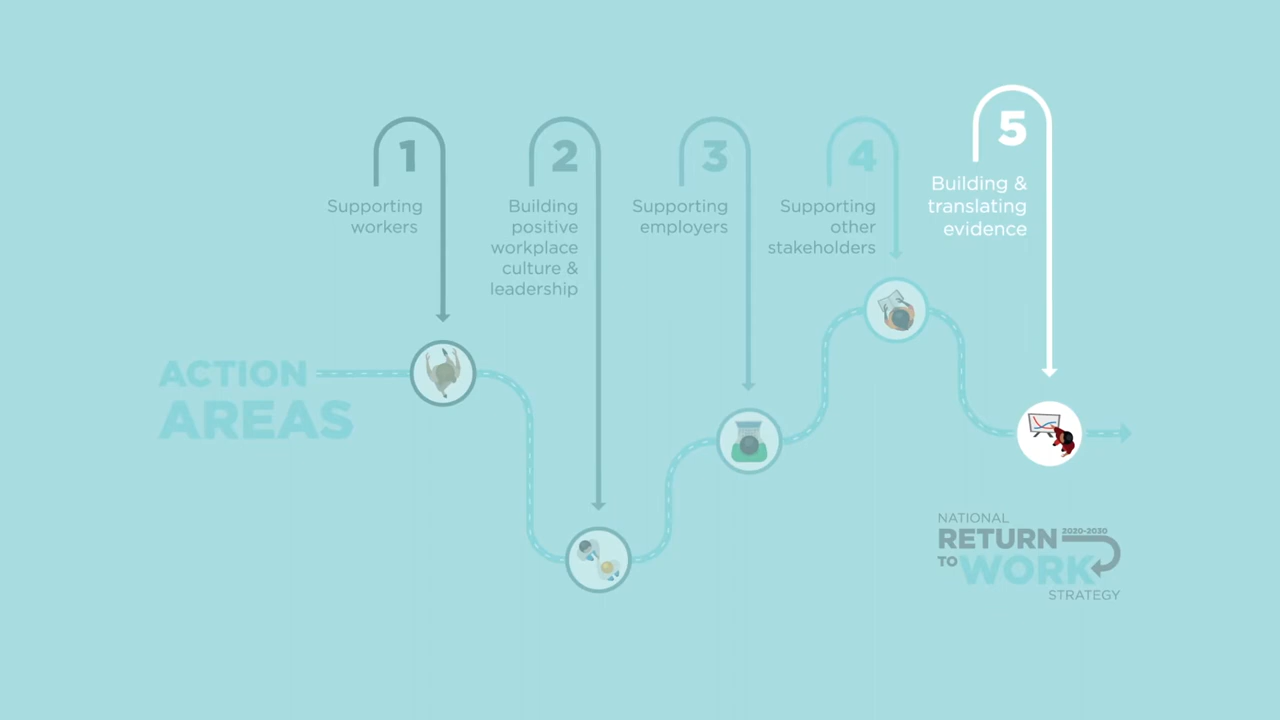 1
Supporting
workers
2
Building
positive
workplace
culture &
leadership
3
Supporting
employers
4
Supporting
other
stakeholders
5
Building &
translating
evidence
ACTION
AREAS
NATIONAL
RETURN 2020-2030
TO WORK
STRATEGY